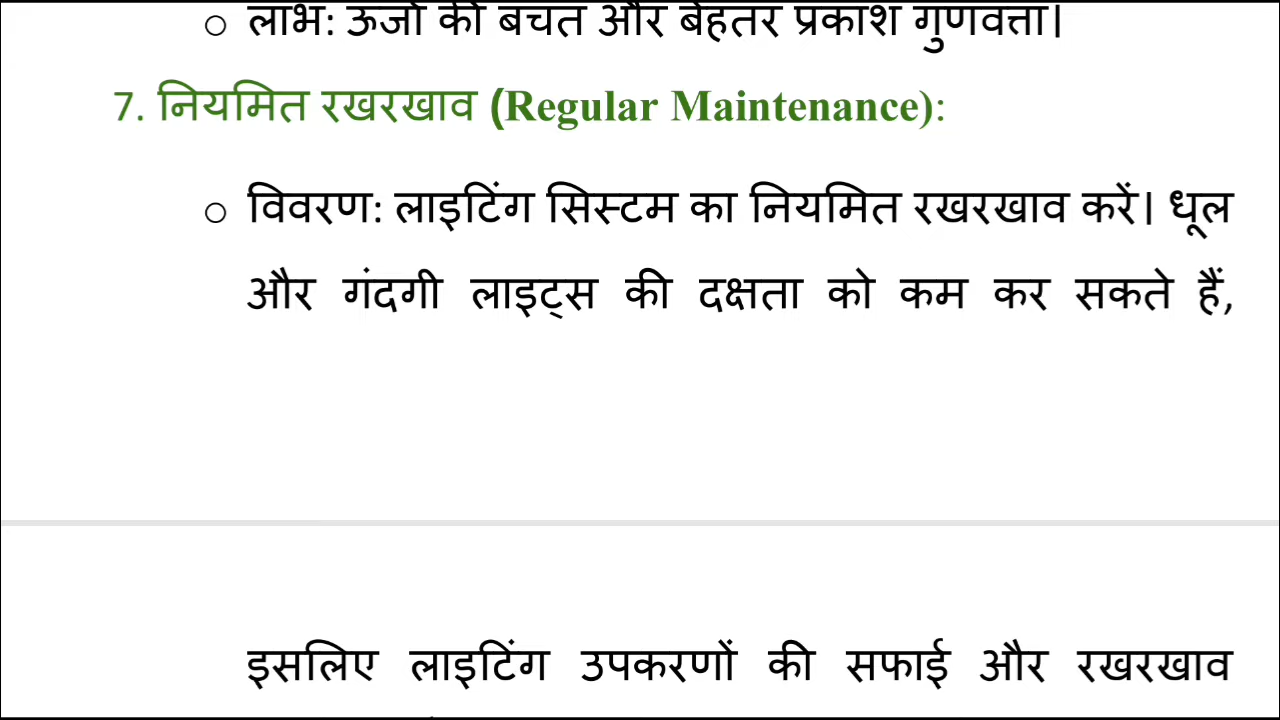 ○ लाभ: ऊर्जा की बचत और बेहतर प्रकाश गुणवत्ता।
7. नियमित रखरखाव (Regular Maintenance):
○ विवरण: लाइटिंग सिस्टम का नियमित रखरखाव करें। धूल
और गंदगी लाइट्स की दक्षता को कम कर सकते हैं,
इसलिए लाइटिंग उपकरणों की सफाई और रखरखाव